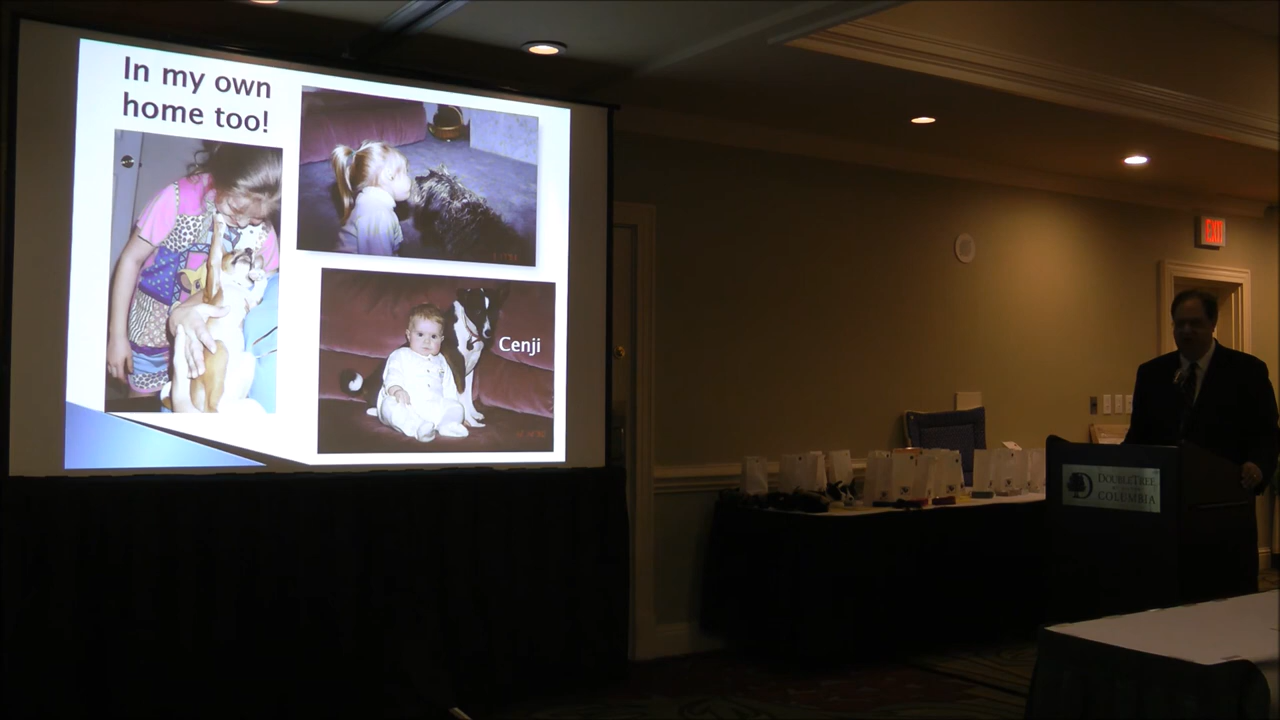 In my own
home too!
Cenji
EXIT
DOUBLETREE
COLUMBIA